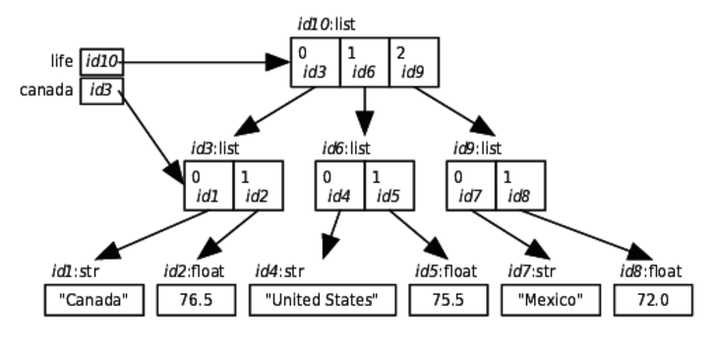 id10:list
0 1 2
life id10 id3 id6 id9
canada id3
id3:list id6:list id9:list
0 1 0 1 0 1
id1 id2 id4 id5 id7 id8
id1:str id2:float id4:str id5:float id7:str id8:float
"Canada" 76.5 "United States" 75.5 "Mexico" 72.0